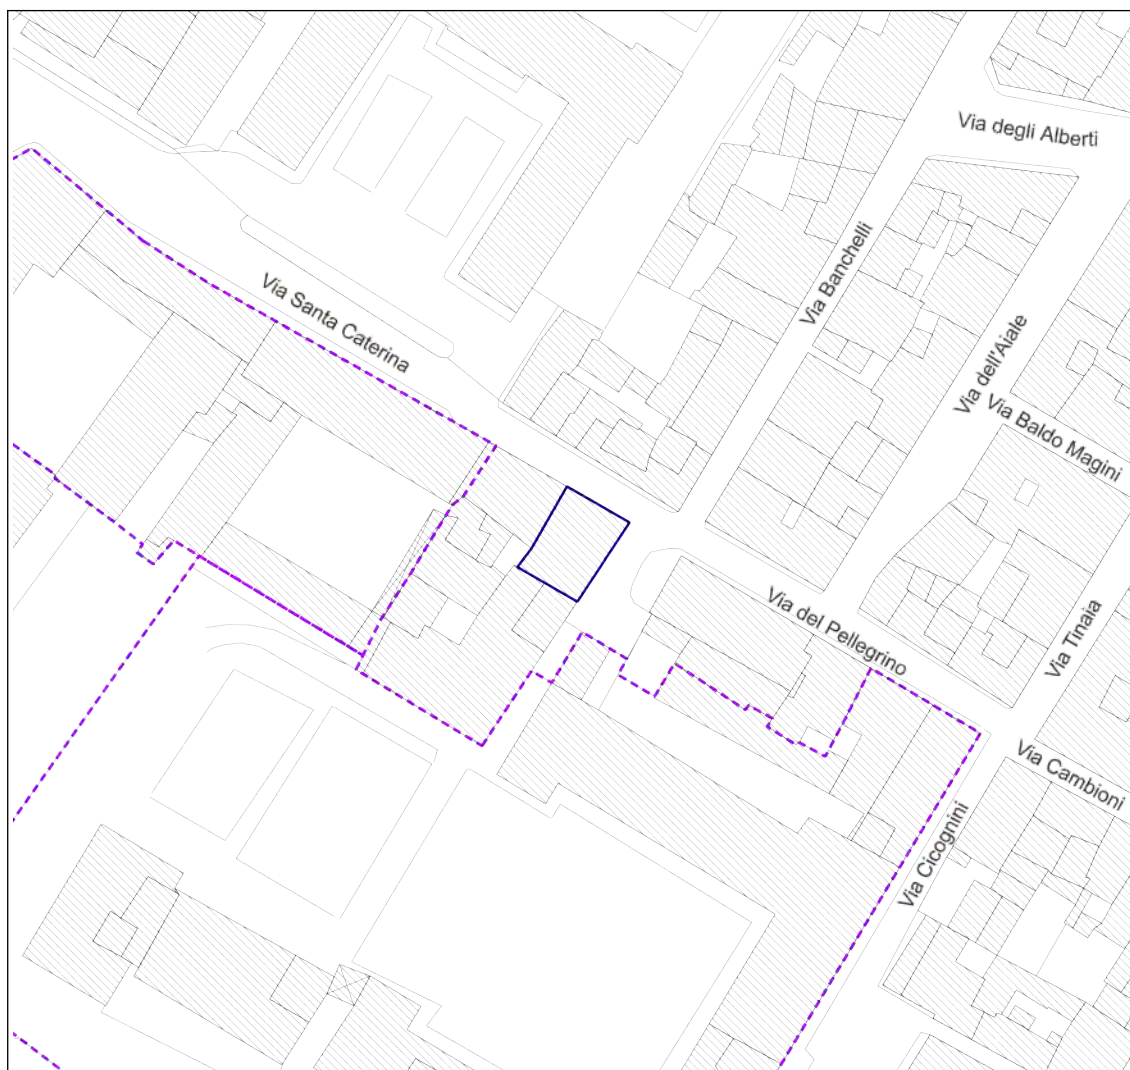 Via degli Alberti
Via Banchelli
Via Santa Caterina
Via dell'Aiale
Via Baldo Magini
Via del Pellegrino
Via Tinaia
Via Cambioni
Via Cicognini